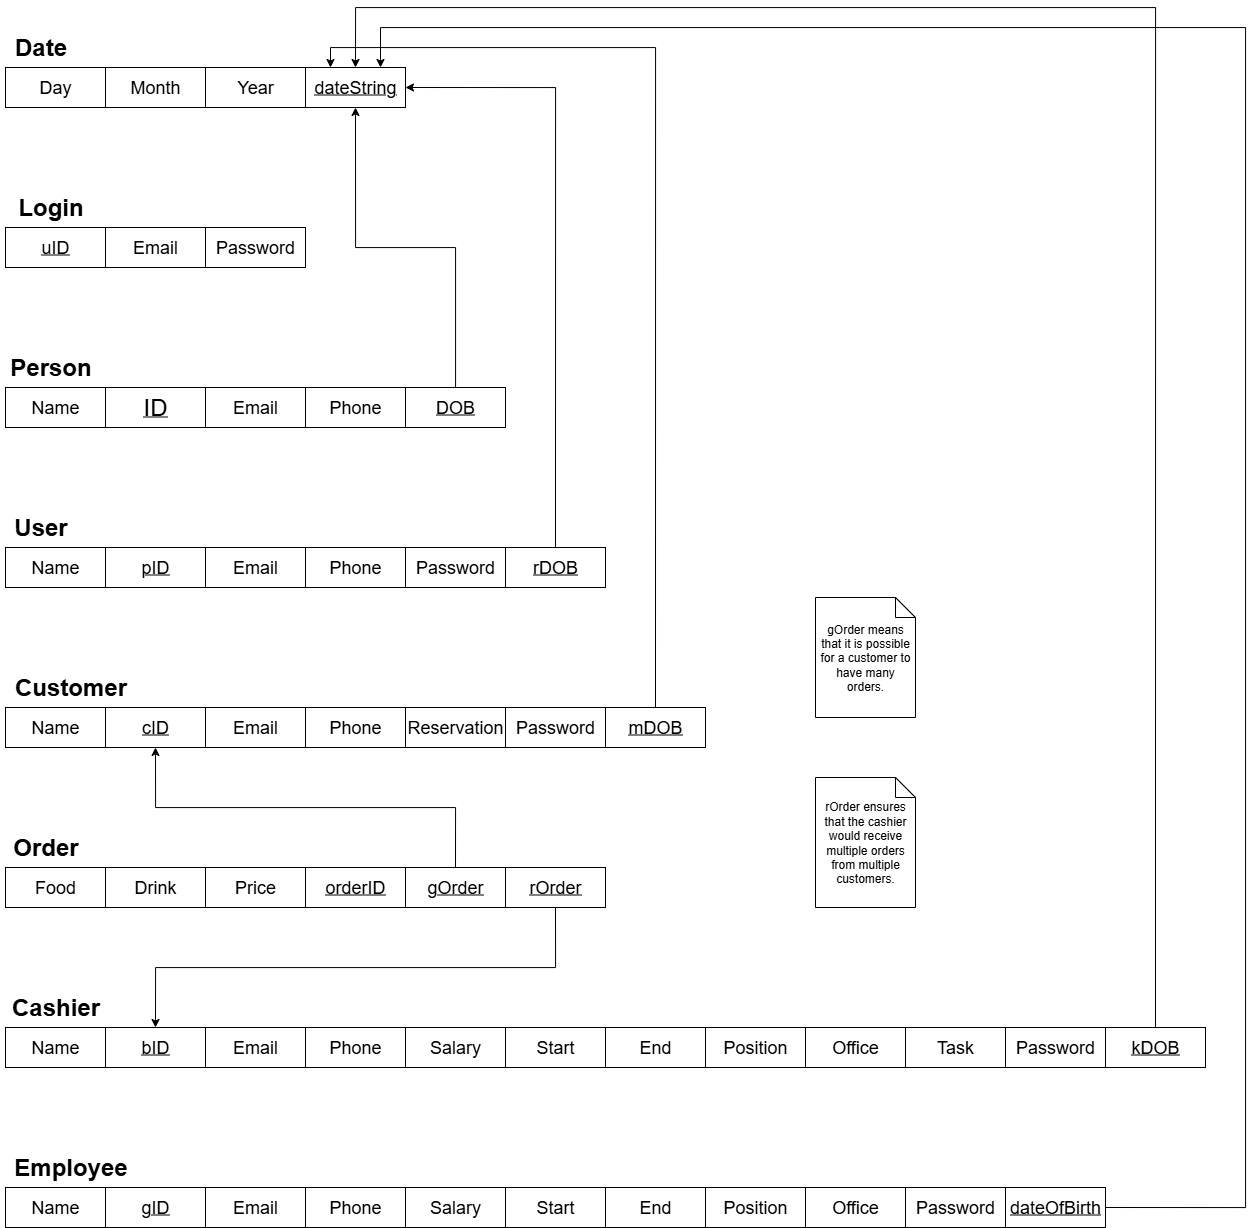 Date
Day Month Year dateString
Login
uID Email Password
Person
Name ID Email Phone DOB
User
Name pID Email Phone Password rDOB
gOrder means
that it is possible
for a customer to
have many
orders.
Customer
Name cID Email Phone Reservation Password mDOB
rOrder ensures
that the cashier
would receive
multiple orders
from multiple
customers.
Order
Food Drink Price orderID gOrder rOrder
Cashier
Name bID Email Phone Salary Start End Position Office Task Password kDOB
Employee
Name gID Email Phone Salary Start End Position Office Password dateOfBirth